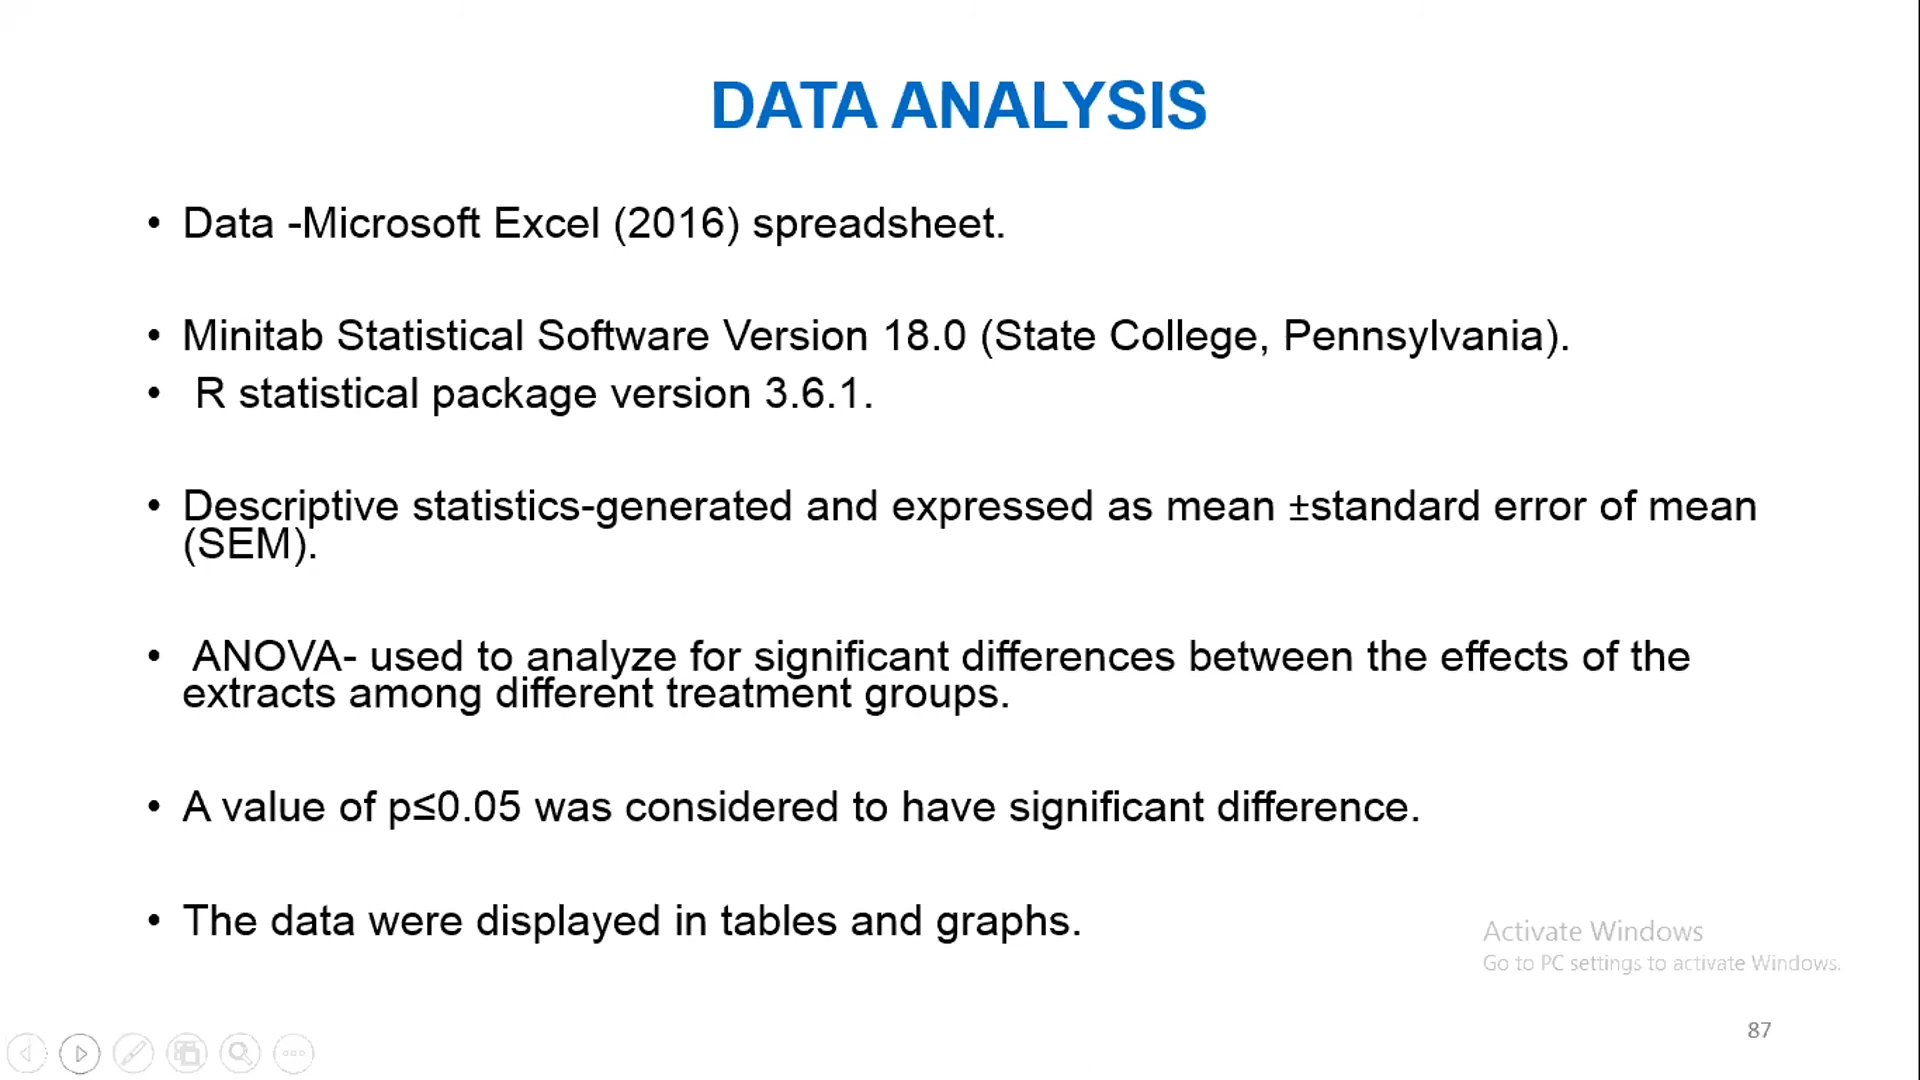 DATA ANALYSIS
• Data -Microsoft Excel (2016) spreadsheet.
• Minitab Statistical Software Version 18.0 (State College, Pennsylvania).
• R statistical package version 3.6.1.
• Descriptive statistics-generated and expressed as mean ±standard error of mean
(SEM).
• ANOVA- used to analyze for significant differences between the effects of the
extracts among different treatment groups.
• A value of p≤0.05 was considered to have significant difference.
• The data were displayed in tables and graphs.
Activate Windows
Go to PC settings to activate Windows.
87